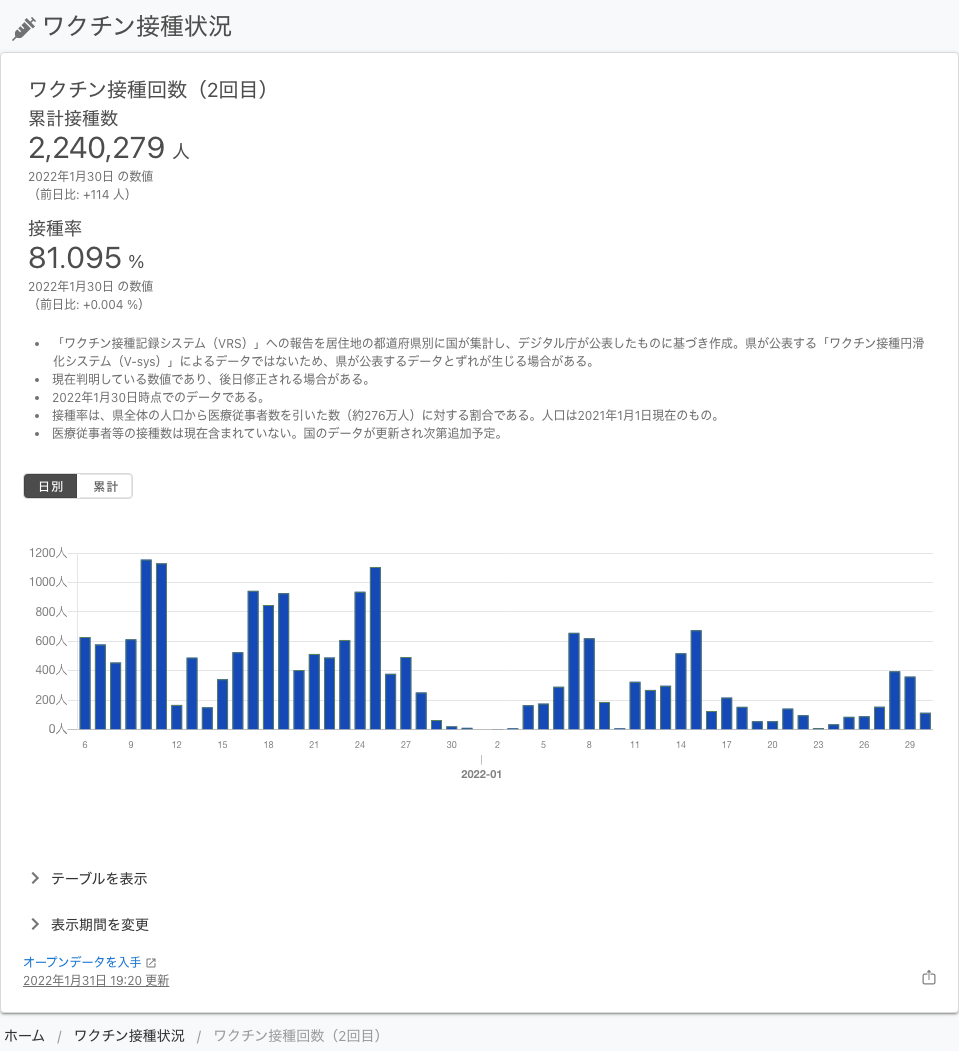 ワクチン接種状況
ワクチン接種回数（2回目）
累計接種数
2,240,279 人
2022年1月30日 の数値
（前日比: +114 人）
接種率
81.095 %
2022年1月30日 の数値
（前日比: +0.004 %）
• 「ワクチン接種記録システム（VRS）」への報告を居住地の都道府県別に国が集計し、デジタル庁が公表したものに基づき作成。県が公表する「ワクチン接種円滑
化システム（V-sys）」によるデータではないため、県が公表するデータとずれが生じる場合がある。
• 現在判明している数値であり、後日修正される場合がある。
• 2022年1月30日時点でのデータである。
• 接種率は、県全体の人口から医療従事者数を引いた数（約276万人）に対する割合である。人口は2021年1月1日現在のもの。
• 医療従事者等の接種数は現在含まれていない。国のデータが更新され次第追加予定。
日別 累計
1200人
1000人
800人
600人
400人
200人
0人
6 9 12 15 18 21 24 27 30 2 5 8 11 14 17 20 23 26 29
2022-01
テーブルを表示
表示期間を変更
オープンデータを入手
2022年1月31日 19:20 更新
ホーム / ワクチン接種状況 / ワクチン接種回数（2回目）